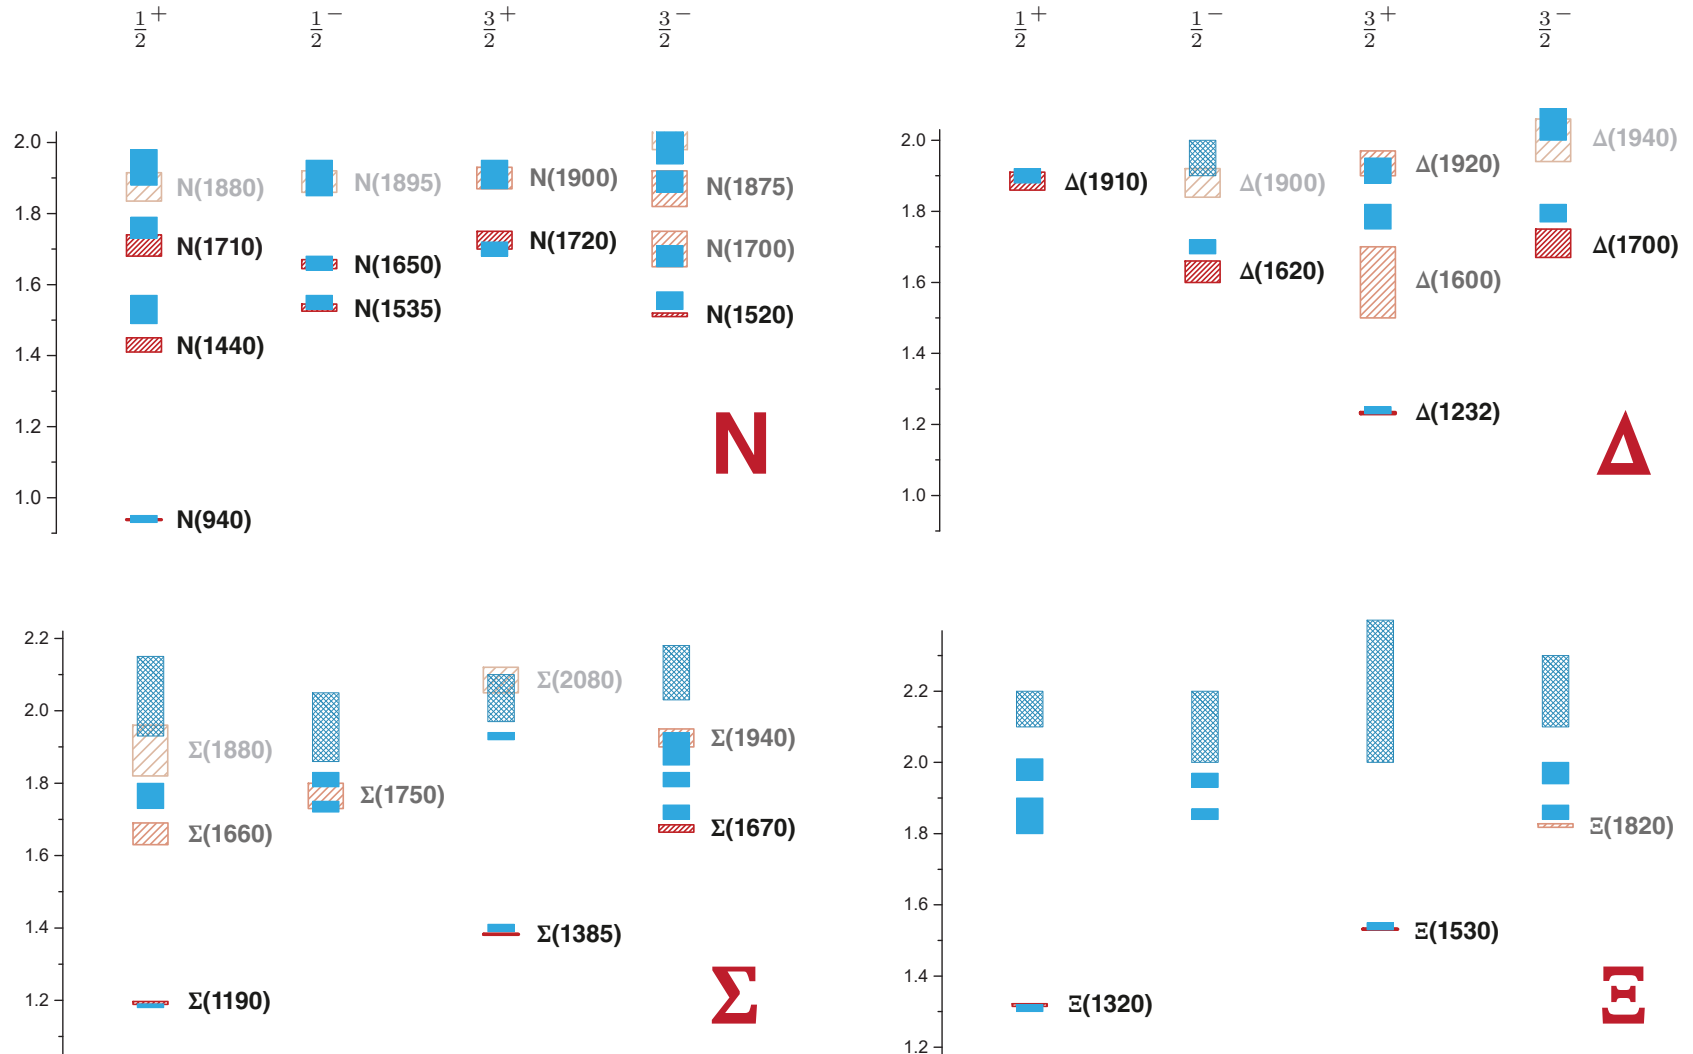 1/2+ 1/2− 3/2+ 3/2− 1/2+ 1/2− 3/2+ 3/2−
2.0
1.8
1.6
1.4
1.2
1.0
N(1880) N(1895) N(1900) N(1875)
N(1710) N(1650) N(1720) N(1700)
N(1440) N(1535) N(1520)
N(940)
N
2.0
1.8
1.6
1.4
1.2
1.0
Δ(1910) Δ(1900) Δ(1920) Δ(1940)
Δ(1620) Δ(1600) Δ(1700)
Δ(1232)
Δ
2.2
2.0
1.8
1.6
1.4
1.2
Σ(1880) Σ(1750) Σ(2080) Σ(1940)
Σ(1660) Σ(1670)
Σ(1385)
Σ(1190)
Σ
2.2
2.0
1.8
1.6
1.4
1.2
Ξ(1820)
Ξ(1530)
Ξ(1320)
Ξ